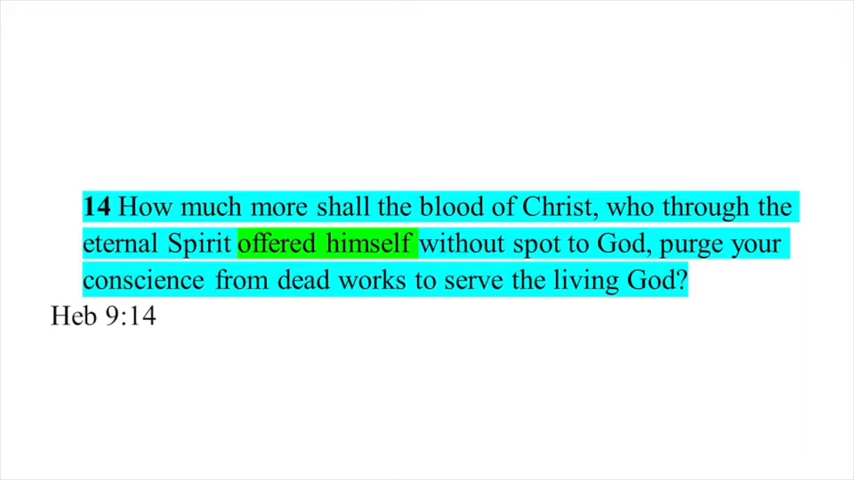 14 How much more shall the blood of Christ, who through the
eternal Spirit offered himself without spot to God, purge your
conscience from dead works to serve the living God?
Heb 9:14